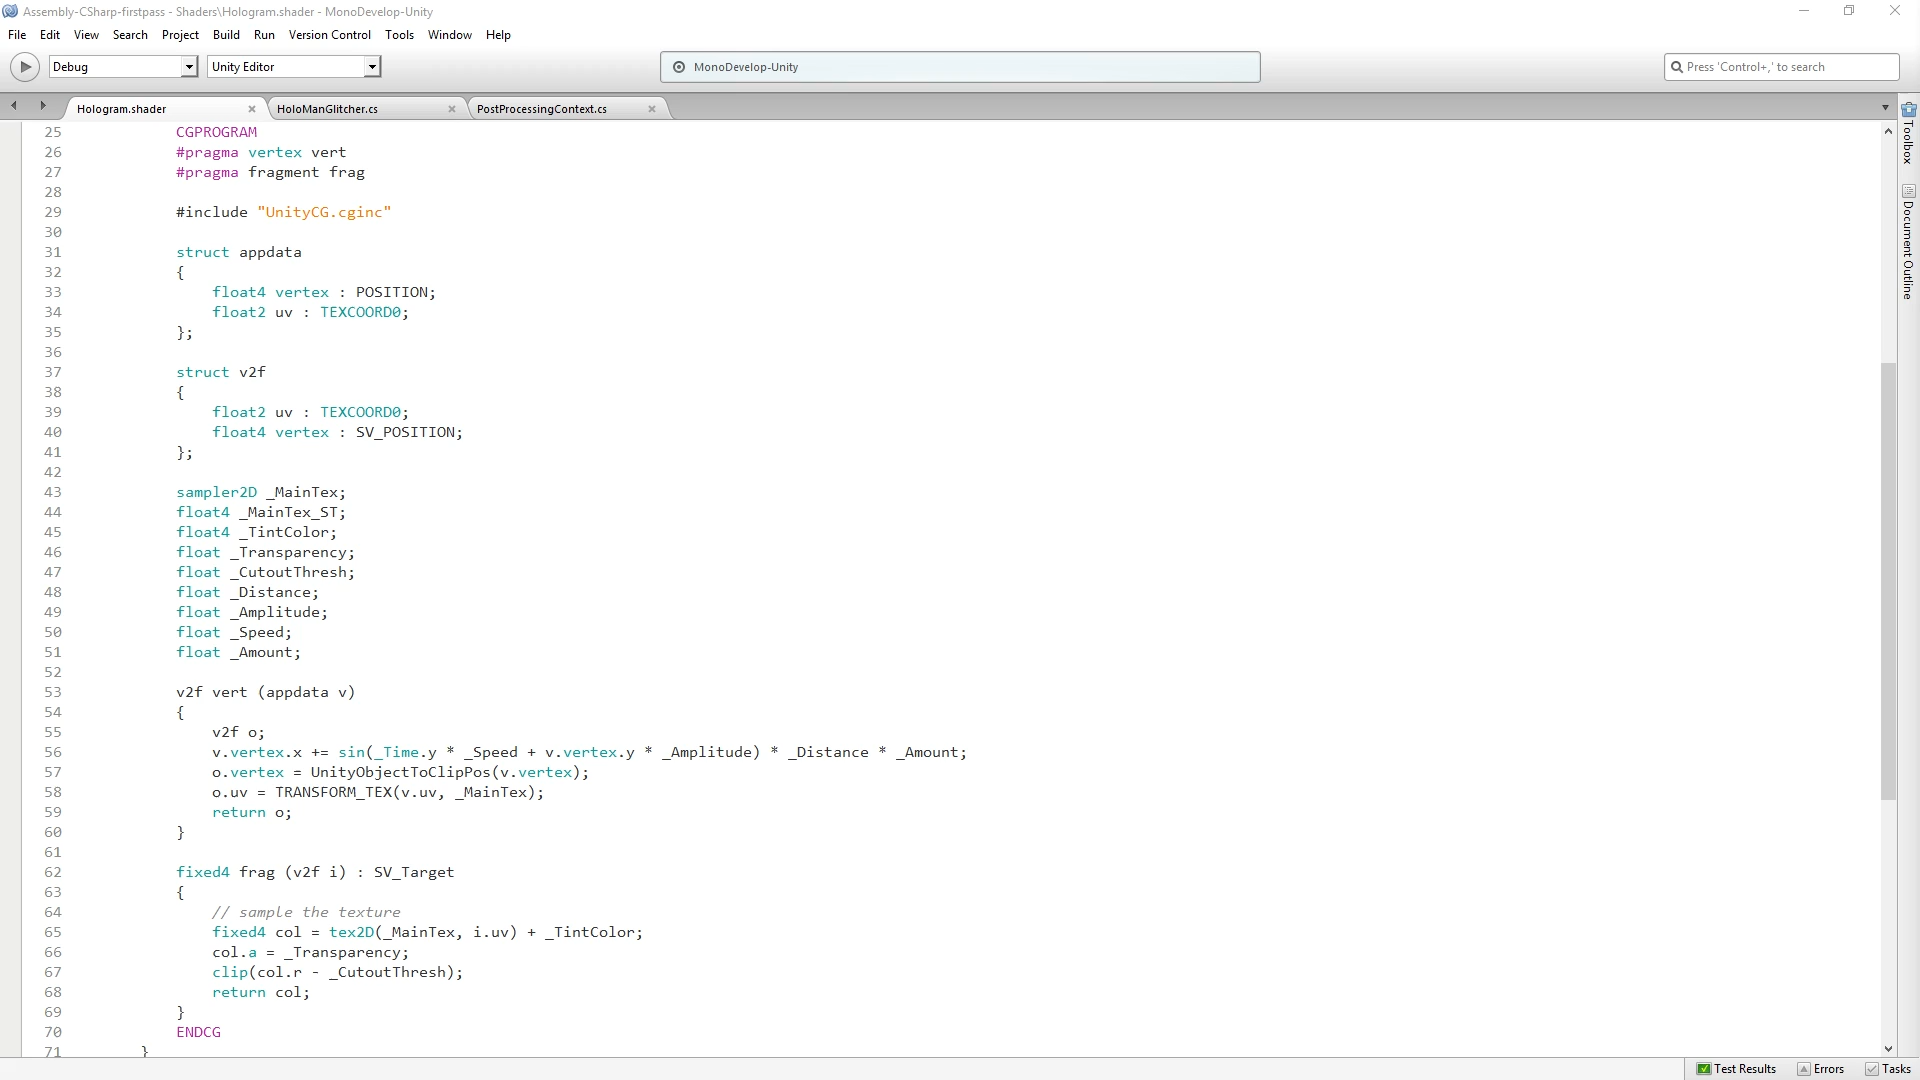 Assembly-CSharp-firstpass - Shaders\Hologram.shader - MonoDevelop-Unity
File Edit View Search Project Build Run Version Control Tools Window Help
Debug Unity Editor MonoDevelop-Unity Press 'Control+,' to search
Hologram.shader HoloManGlitcher.cs PostProcessingContext.cs
Toolbox
Document Outline
25 CGPROGRAM
26 #pragma vertex vert
27 #pragma fragment frag
28
29 #include "UnityCG.cginc"
30
31 struct appdata
32 {
33 float4 vertex : POSITION;
34 float2 uv : TEXCOORD0;
35 };
36
37 struct v2f
38 {
39 float2 uv : TEXCOORD0;
40 float4 vertex : SV_POSITION;
41 };
42
43 sampler2D _MainTex;
44 float4 _MainTex_ST;
45 float4 _TintColor;
46 float _Transparency;
47 float _CutoutThresh;
48 float _Distance;
49 float _Amplitude;
50 float _Speed;
51 float _Amount;
52
53 v2f vert (appdata v)
54 {
55 v2f o;
56 v.vertex.x += sin(_Time.y * _Speed + v.vertex.y * _Amplitude) * _Distance * _Amount;
57 o.vertex = UnityObjectToClipPos(v.vertex);
58 o.uv = TRANSFORM_TEX(v.uv, _MainTex);
59 return o;
60 }
61
62 fixed4 frag (v2f i) : SV_Target
63 {
64 // sample the texture
65 fixed4 col = tex2D(_MainTex, i.uv) + _TintColor;
66 col.a = _Transparency;
67 clip(col.r - _CutoutThresh);
68 return col;
69 }
70 ENDCG
71 }
Test Results Errors Tasks